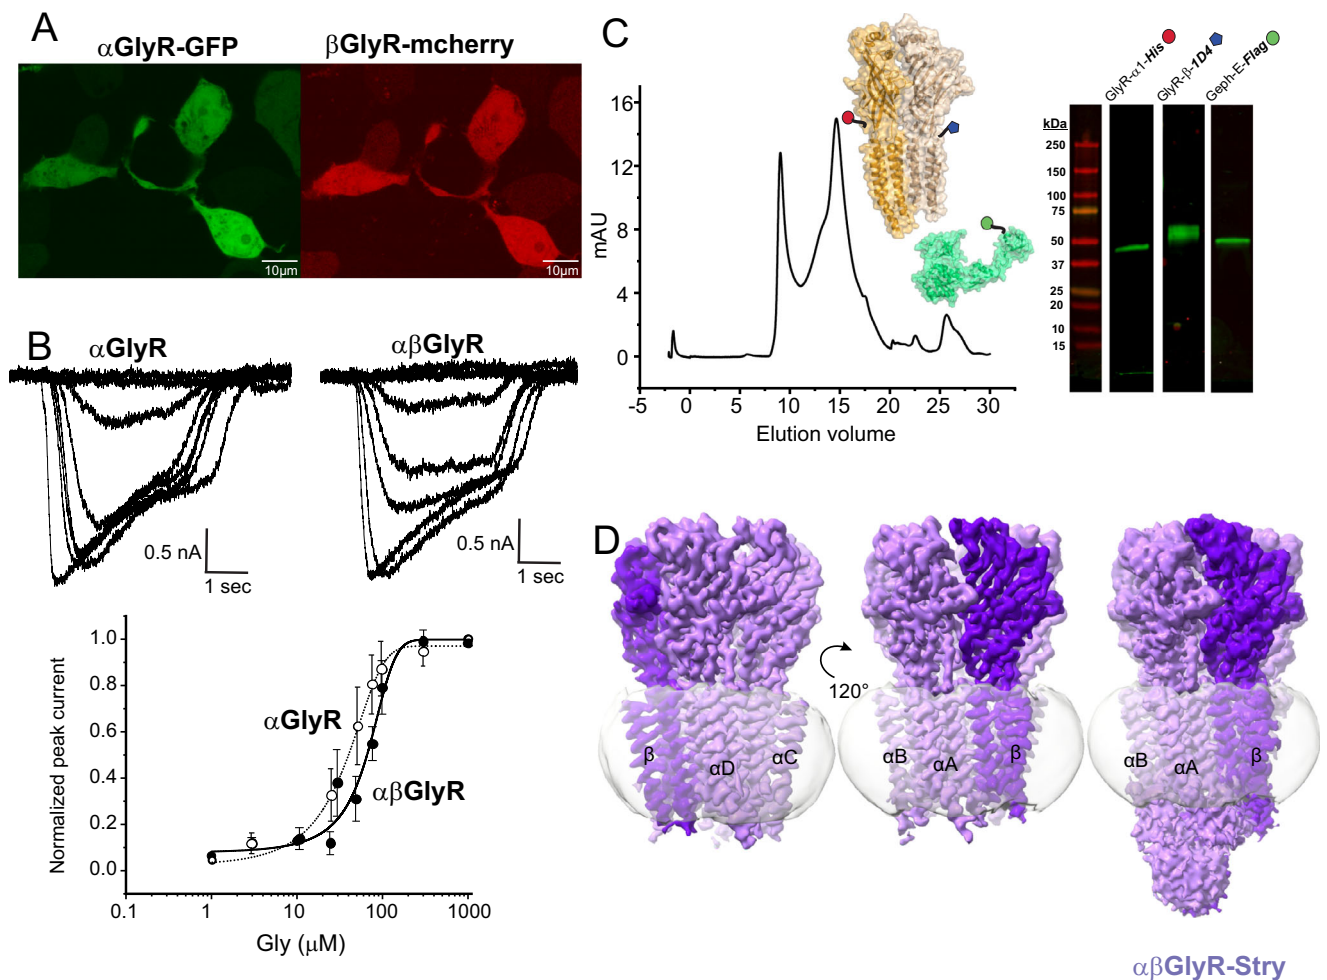 A
αGlyR-GFP
βGlyR-mcherry
10μm
10μm
B
αGlyR
αβGlyR
0.5 nA
1 sec
0.5 nA
1 sec
Normalized peak current
1.0
0.8
0.6
0.4
0.2
0.0
αGlyR
αβGlyR
0.1
1
10
100
1000
Gly (μM)
C
mAU
16
12
8
4
0
-5
0
5
10
15
20
25
30
Elution volume
GlyR-α1-His
GlyR-β-1D4
Geph-E-Flag
kDa
250
150
100
75
50
37
25
20
10
15
D
β
αD
αC
120°
αB
αA
β
αB
αA
β
αβGlyR-Stry